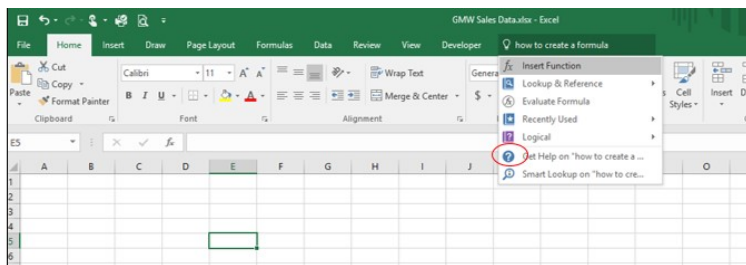 GMW Sales Data.xlsx - Excel
File Home Insert Draw Page Layout Formulas Data Review View Developer how to create a formula
Cut
Copy
Format Painter
Paste
Clipboard
Calibri 11 A A
B I U A
Font
Wrap Text
Merge & Center
Alignment
Genera
$
Cell
Styles
Insert
D
fx Insert Function
Lookup & Reference
Evaluate Formula
Recently Used
Logical
Get Help on "how to create a ...
Smart Lookup on "how to cre...
E5 fx
A B C D E F G H I J O
1
2
3
4
5
6